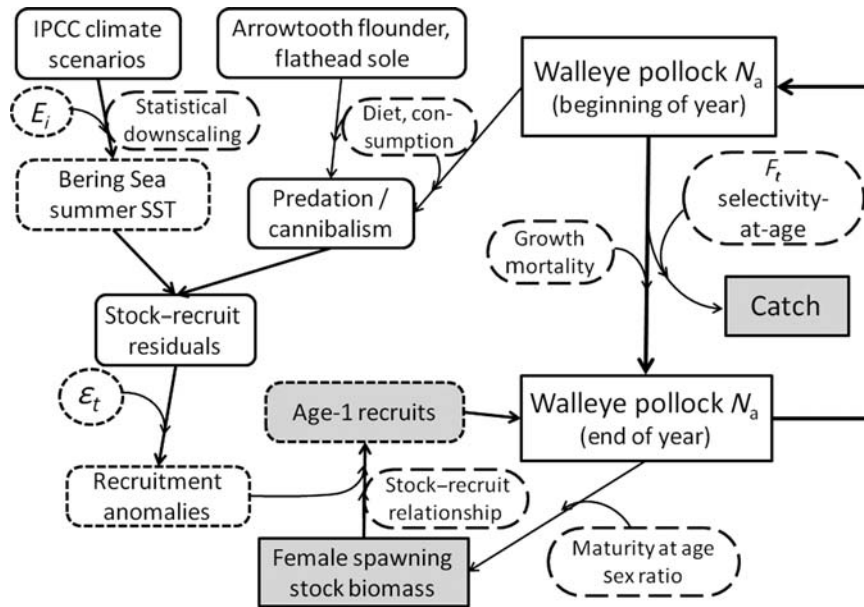 IPCC climate
scenarios
Arrowtooth flounder,
flathead sole
Walleye pollock Nₐ
(beginning of year)
Eᵢ
Statistical
downscaling
Diet, con-
sumption
Bering Sea
summer SST
Predation /
cannibalism
Fₜ
selectivity-
at-age
Growth
mortality
Catch
Stock–recruit
residuals
εₜ
Age-1 recruits
Walleye pollock Nₐ
(end of year)
Recruitment
anomalies
Stock–recruit
relationship
Female spawning
stock biomass
Maturity at age
sex ratio